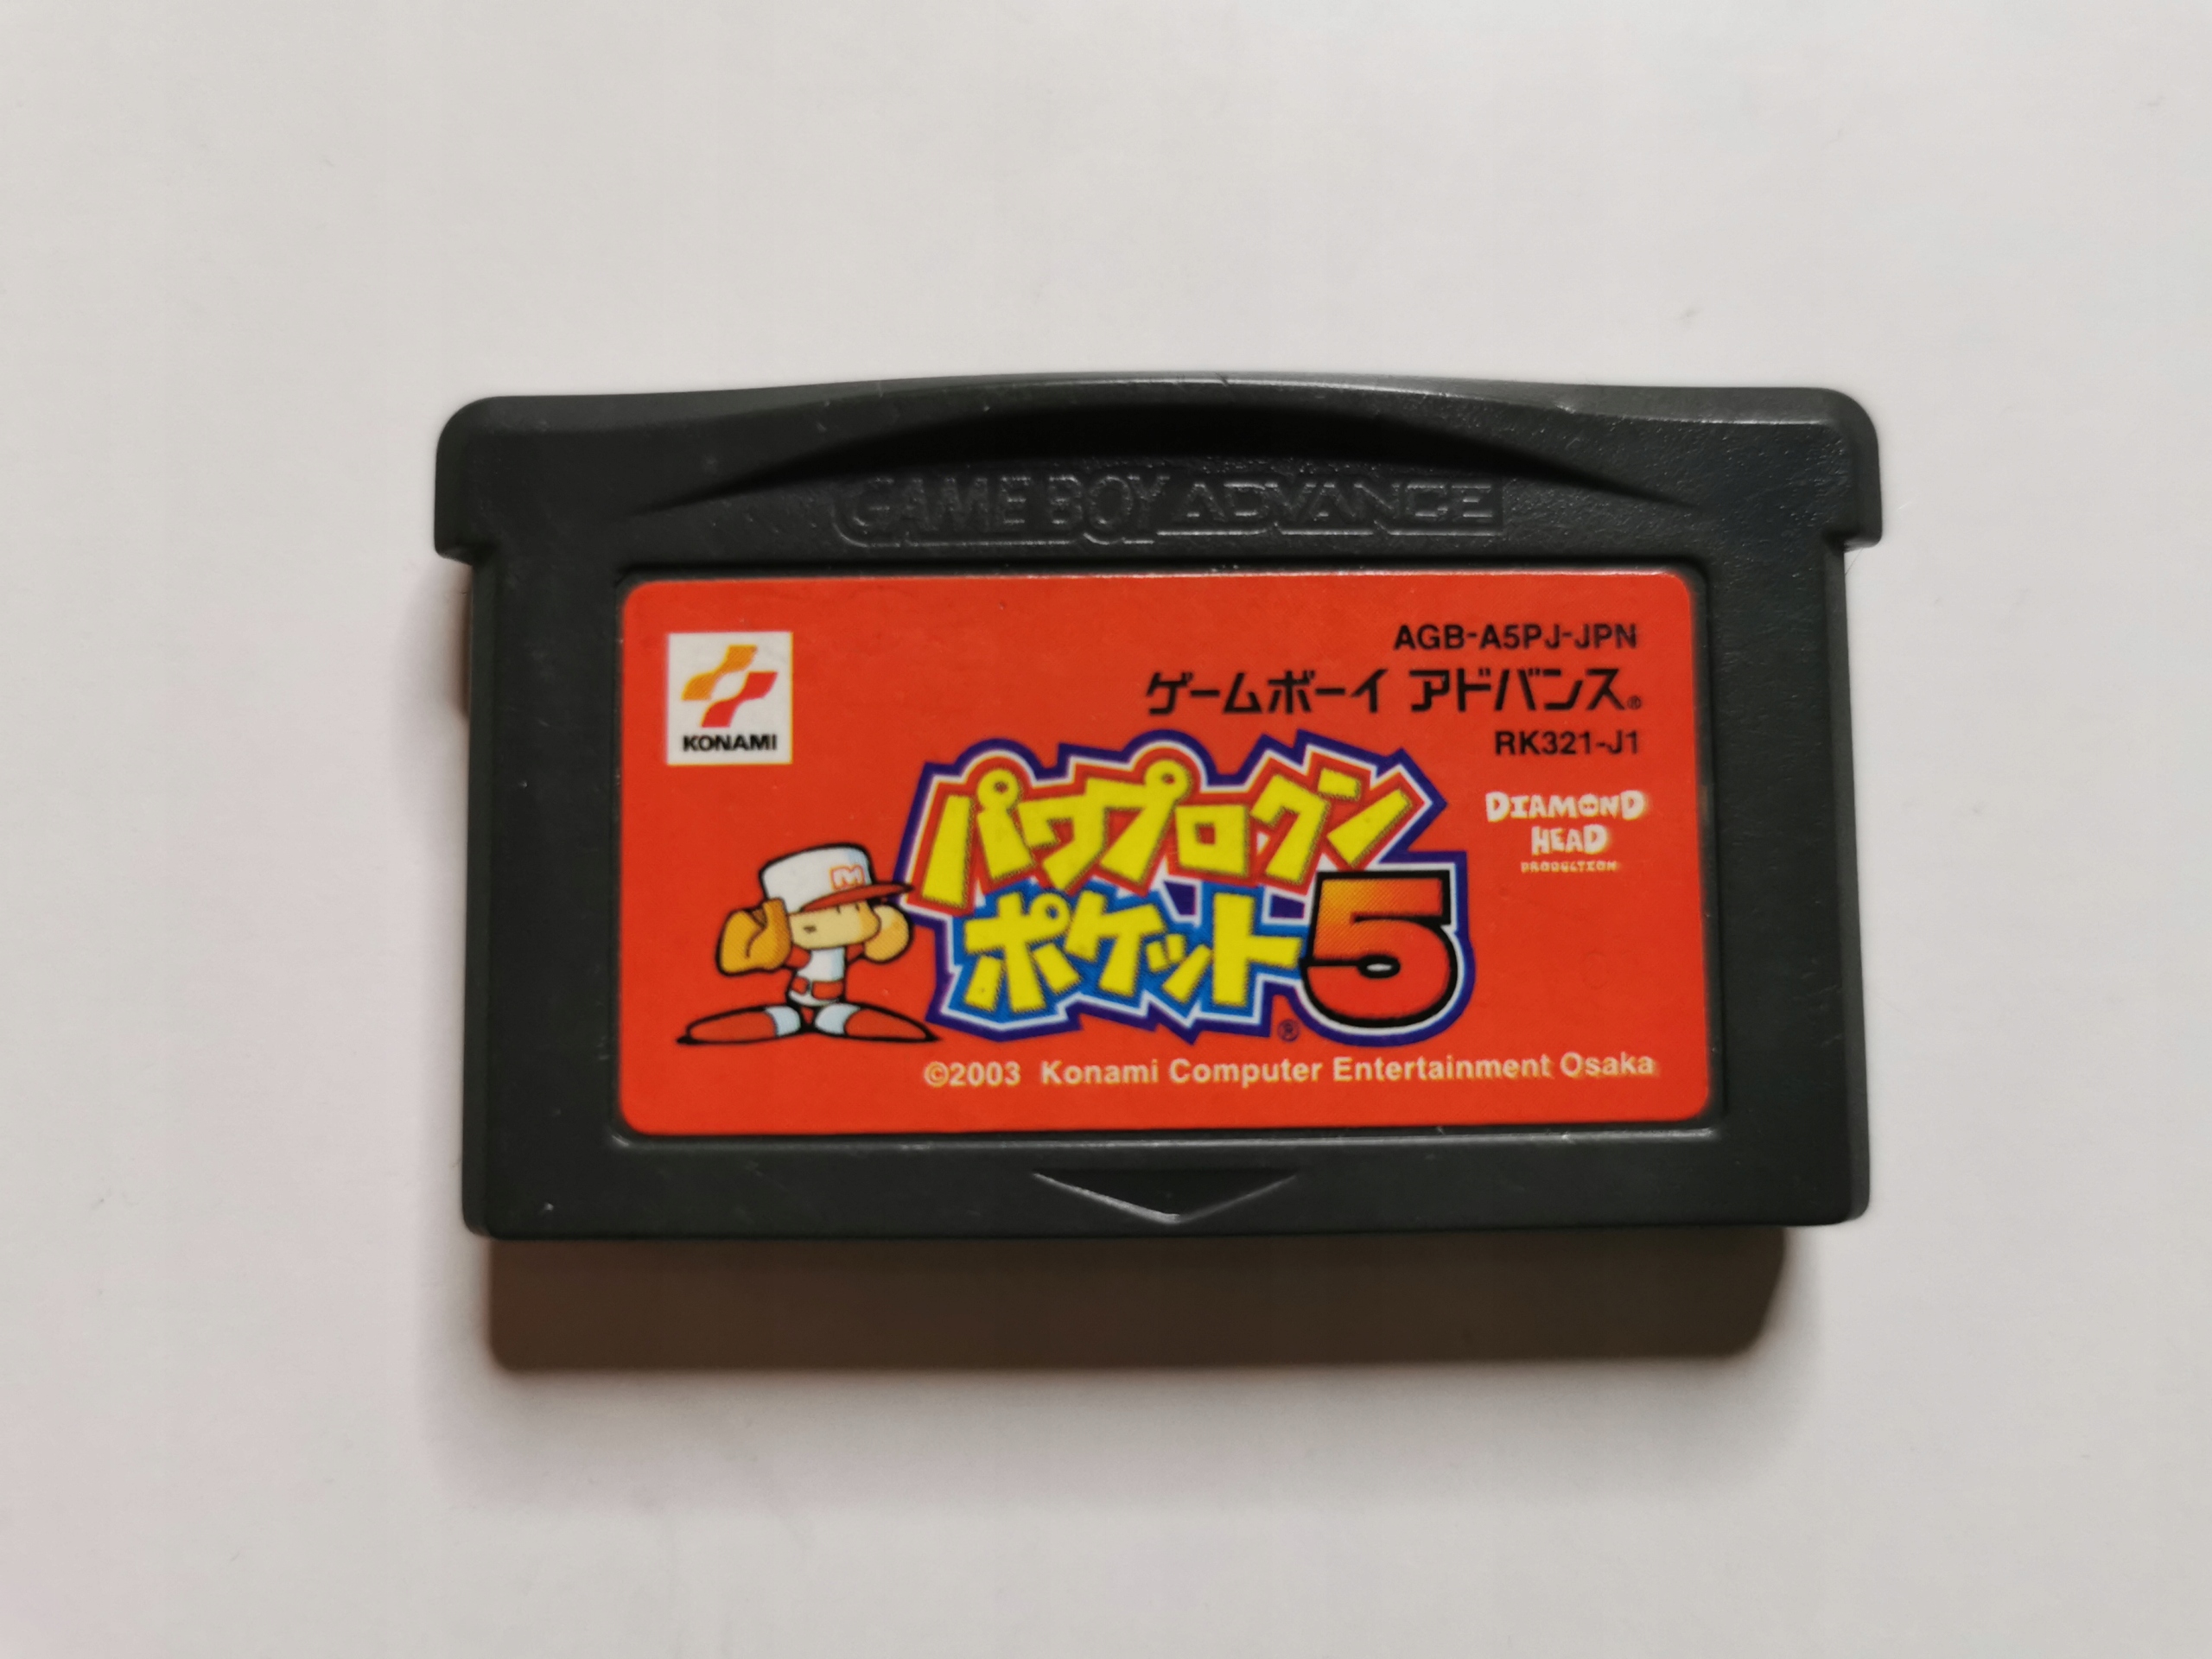 GAME BOY ADVANCE
KONAMI
AGB-A5PJ-JPN
ゲームボーイ アドバンス®
RK321-J1
パワプロクン
ポケット5®
DIAMOND
HEAD
PRODUCTION
M
©2003 Konami Computer Entertainment Osaka